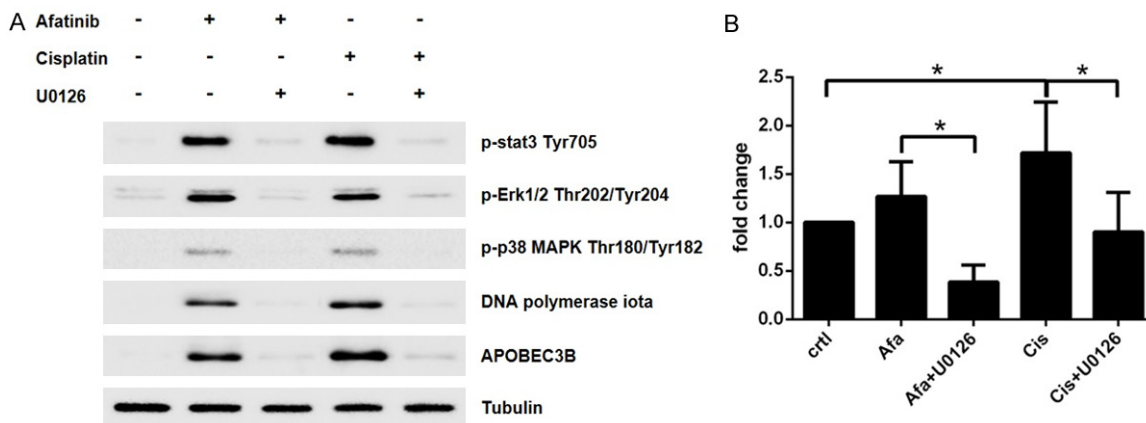 A
Afatinib - + + - -
Cisplatin - - - + +
U0126 - - + - +
p-stat3 Tyr705
p-Erk1/2 Thr202/Tyr204
p-p38 MAPK Thr180/Tyr182
DNA polymerase iota
APOBEC3B
Tubulin
B
* *
*
fold change
2.5
2.0
1.5
1.0
0.5
0.0
crtl
Afa
Afa+U0126
Cis
Cis+U0126